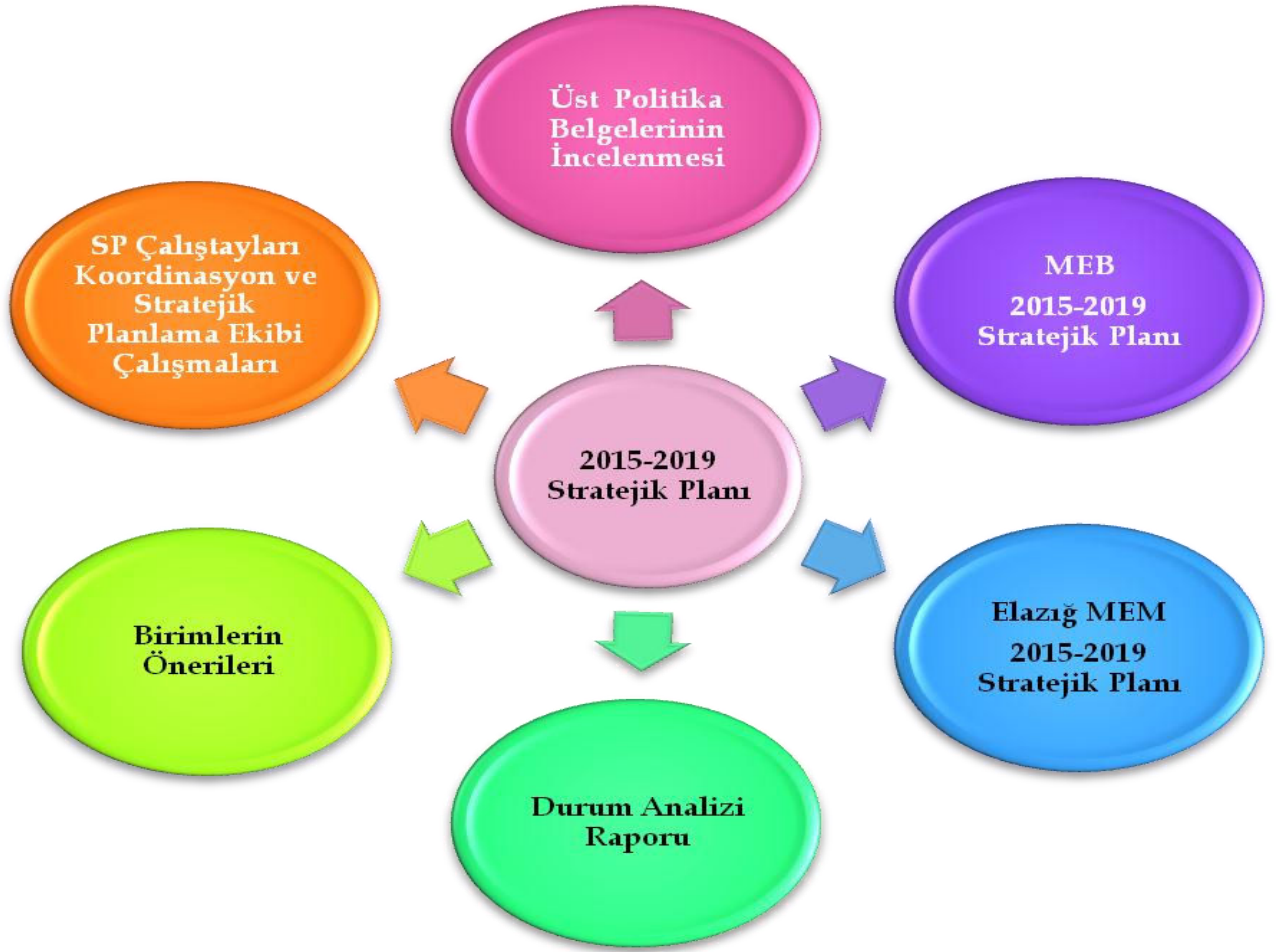 Üst Politika
Belgelerinin
İncelenmesi
SP Çalıştayları
Koordinasyon ve
Stratejik
Planlama Ekibi
Çalışmaları
MEB
2015-2019
Stratejik Planı
2015-2019
Stratejik Planı
Birimlerin
Önerileri
Elazığ MEM
2015-2019
Stratejik Planı
Durum Analizi
Raporu